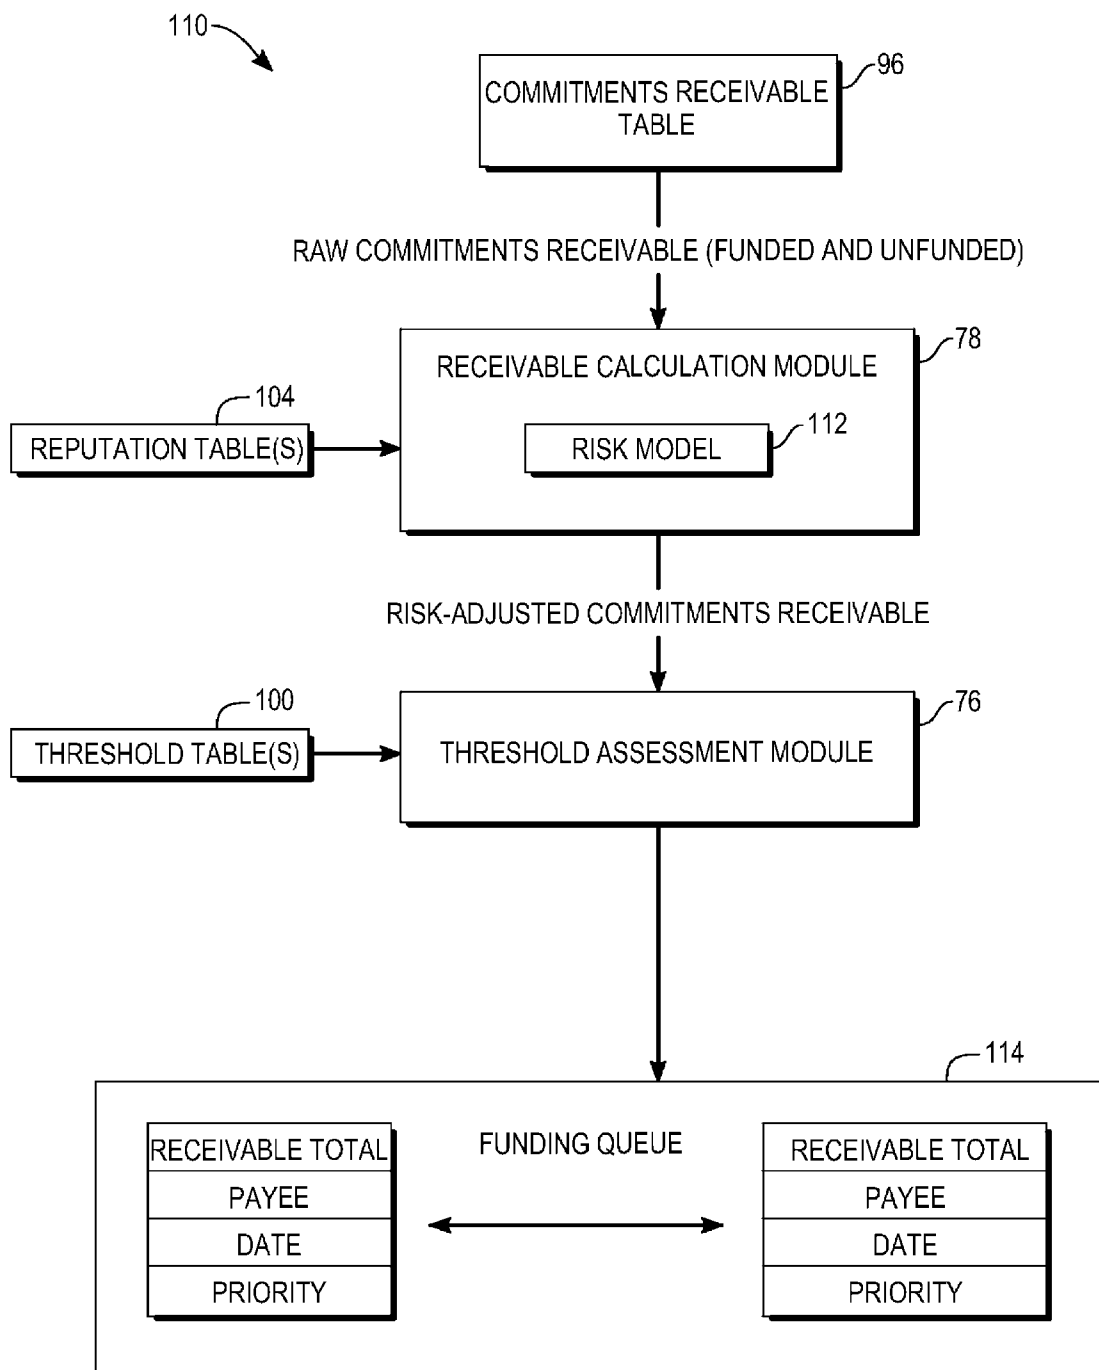 110
96
COMMITMENTS RECEIVABLE
TABLE
RAW COMMITMENTS RECEIVABLE (FUNDED AND UNFUNDED)
78
RECEIVABLE CALCULATION MODULE
104
REPUTATION TABLE(S)
112
RISK MODEL
RISK-ADJUSTED COMMITMENTS RECEIVABLE
100
THRESHOLD TABLE(S)
76
THRESHOLD ASSESSMENT MODULE
114
FUNDING QUEUE
RECEIVABLE TOTAL
PAYEE
DATE
PRIORITY
RECEIVABLE TOTAL
PAYEE
DATE
PRIORITY